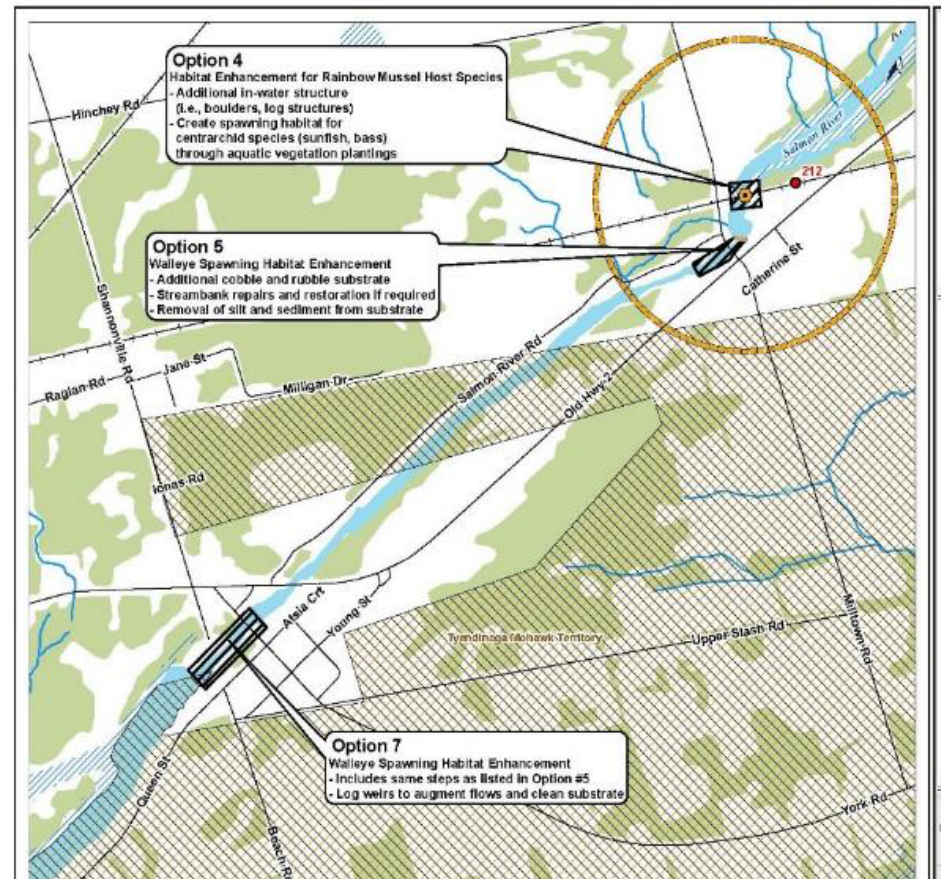 Option 4
Habitat Enhancement for Rainbow Mussel Host Species
- Additional in-water structure
(i.e., boulders, log structures)
- Create spawning habitat for
centrarchid species (sunfish, bass)
through aquatic vegetation plantings
Hinchey Rd
Salmon River
212
Option 5
Walleye Spawning Habitat Enhancement
- Additional cobble and rubble substrate
- Streambank repairs and restoration if required
- Removal of silt and sediment from substrate
Catherine St
Shannonville Rd
Salmon River Rd
Old Hwy 2
Raglan Rd
Jane St
Milligan Dr
Ionas Rd
Atsia Crt
Young St
Tyendinaga Mohawk Territory
Upper Slash Rd
Milltown Rd
Option 7
Walleye Spawning Habitat Enhancement
- Includes same steps as listed in Option #5
- Log weirs to augment flows and clean substrate
Queen St
Beach Rd
York Rd